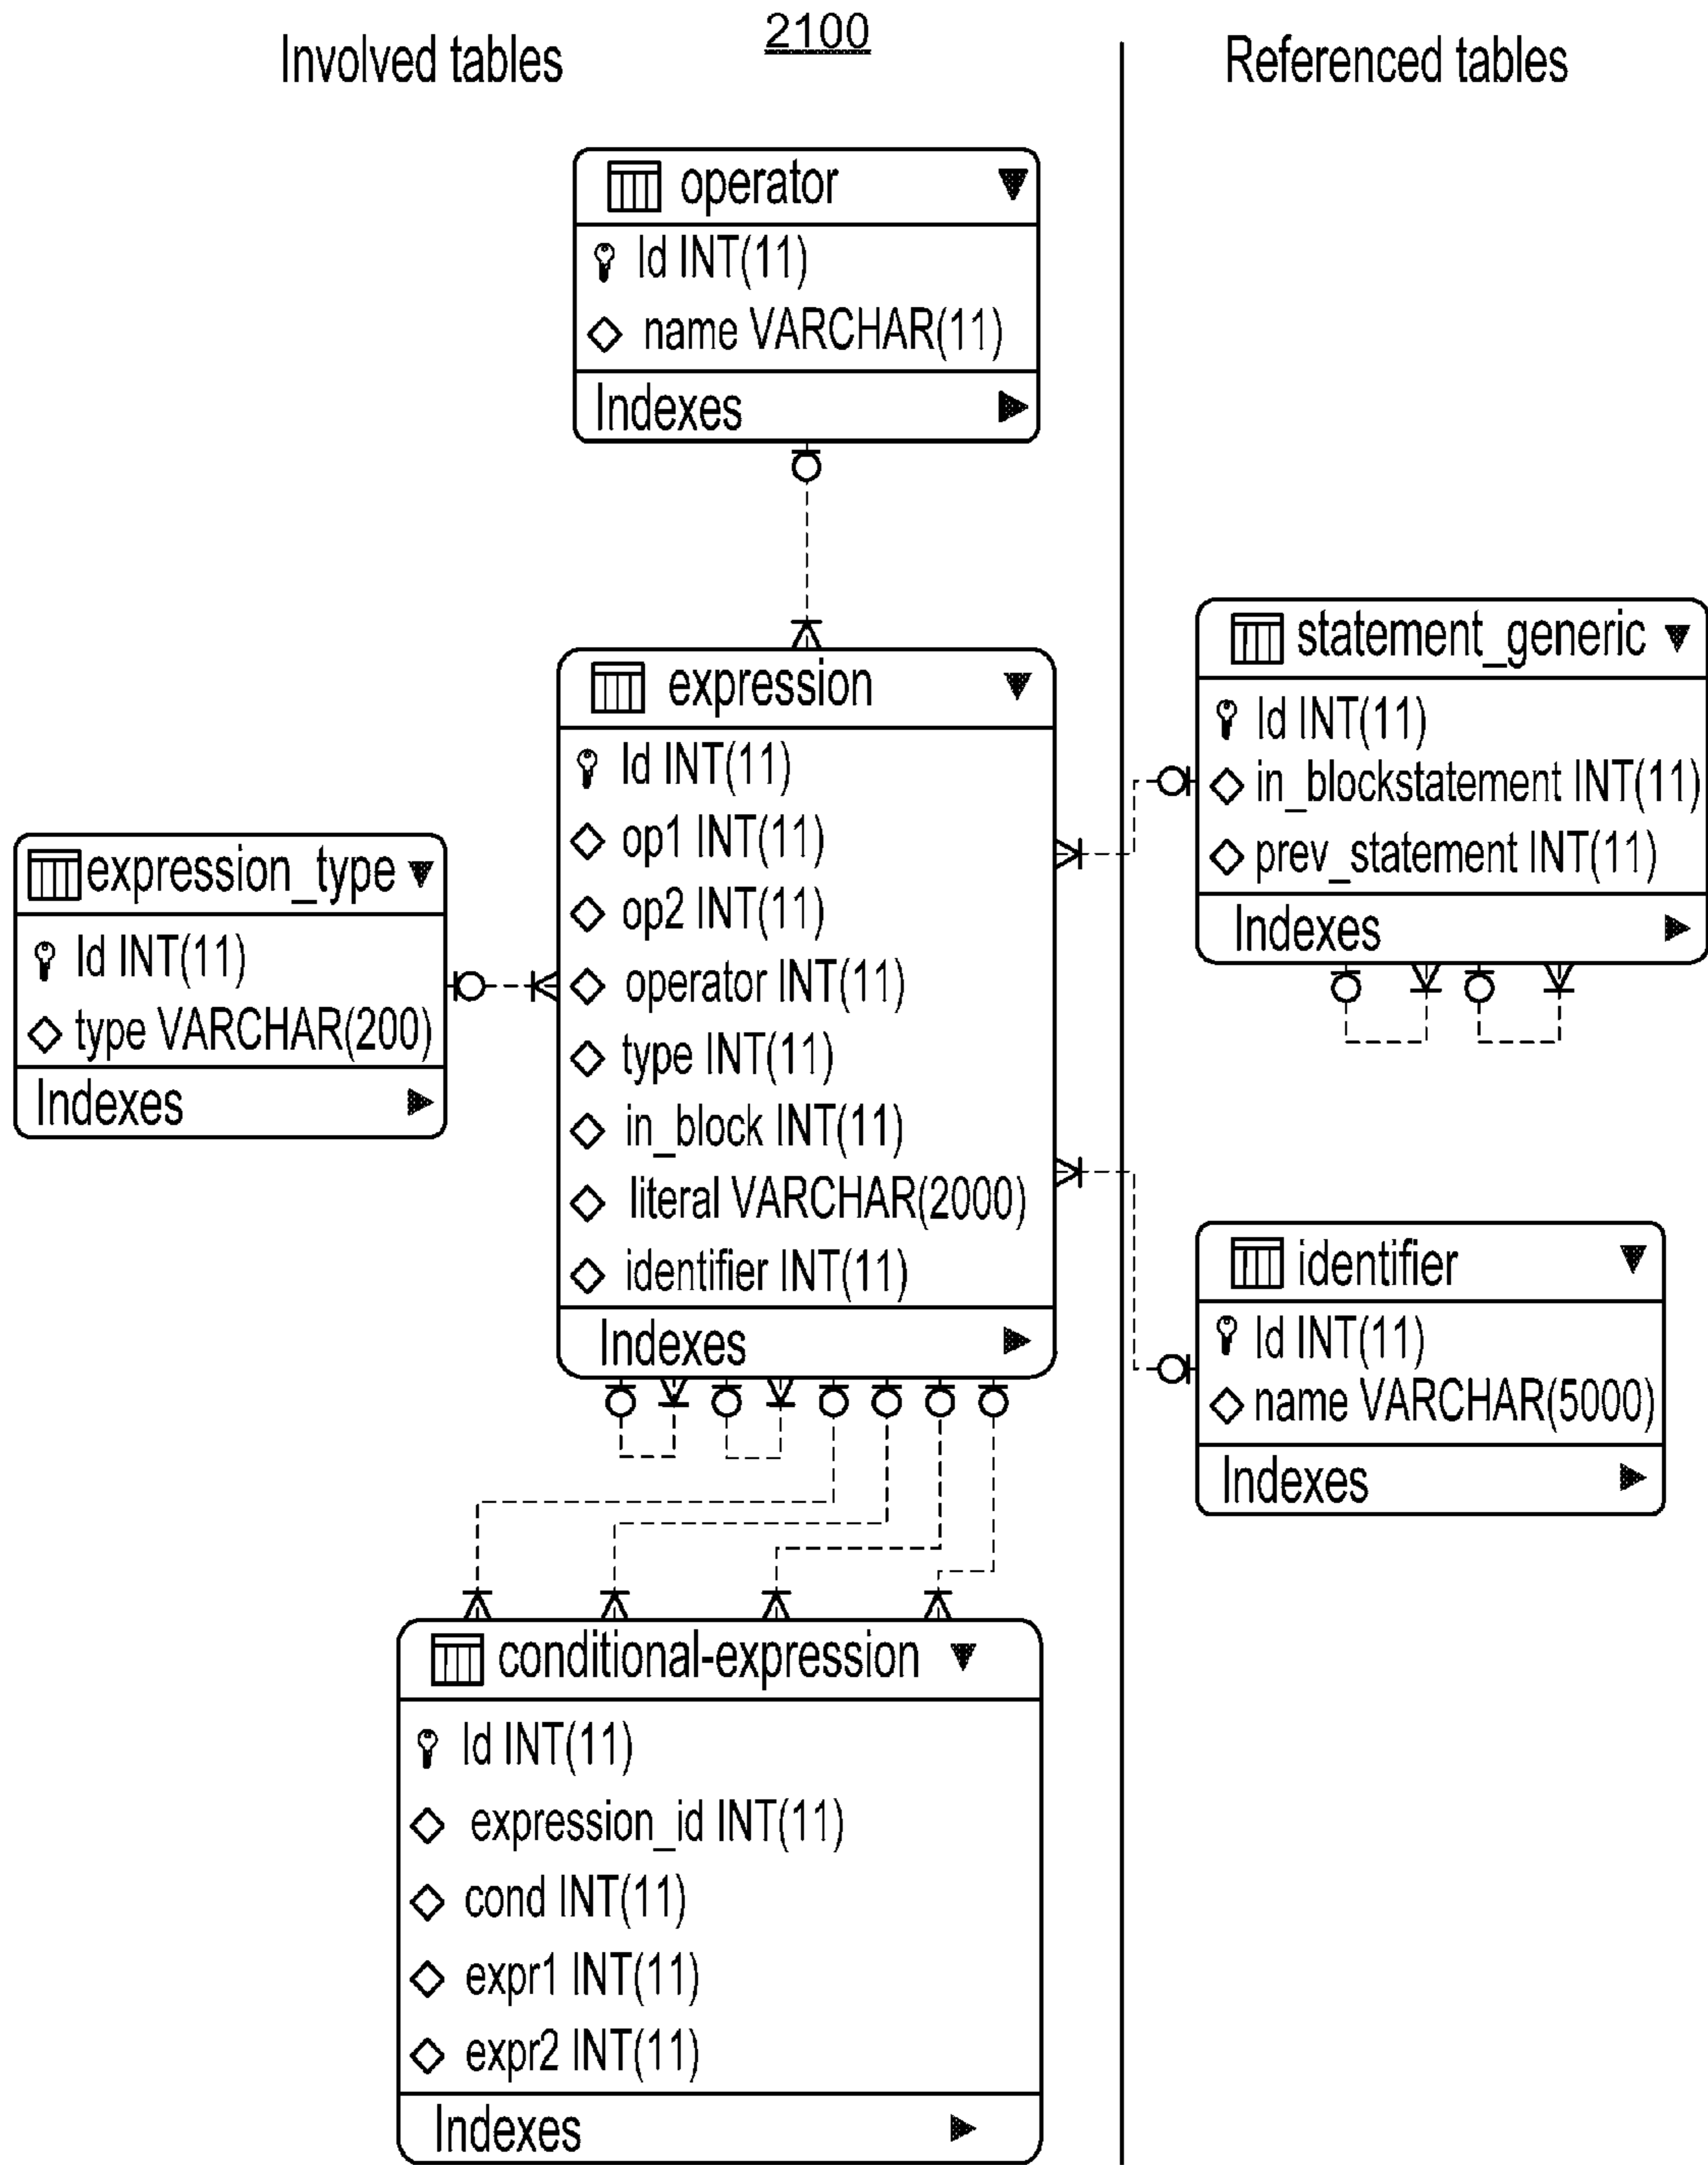 2100
Involved tables
Referenced tables
operator
Id INT(11)
name VARCHAR(11)
Indexes
expression
Id INT(11)
op1 INT(11)
op2 INT(11)
operator INT(11)
type INT(11)
in_block INT(11)
literal VARCHAR(2000)
identifier INT(11)
Indexes
expression_type
Id INT(11)
type VARCHAR(200)
Indexes
statement_generic
Id INT(11)
in_blockstatement INT(11)
prev_statement INT(11)
Indexes
identifier
Id INT(11)
name VARCHAR(5000)
Indexes
conditional-expression
Id INT(11)
expression_id INT(11)
cond INT(11)
expr1 INT(11)
expr2 INT(11)
Indexes